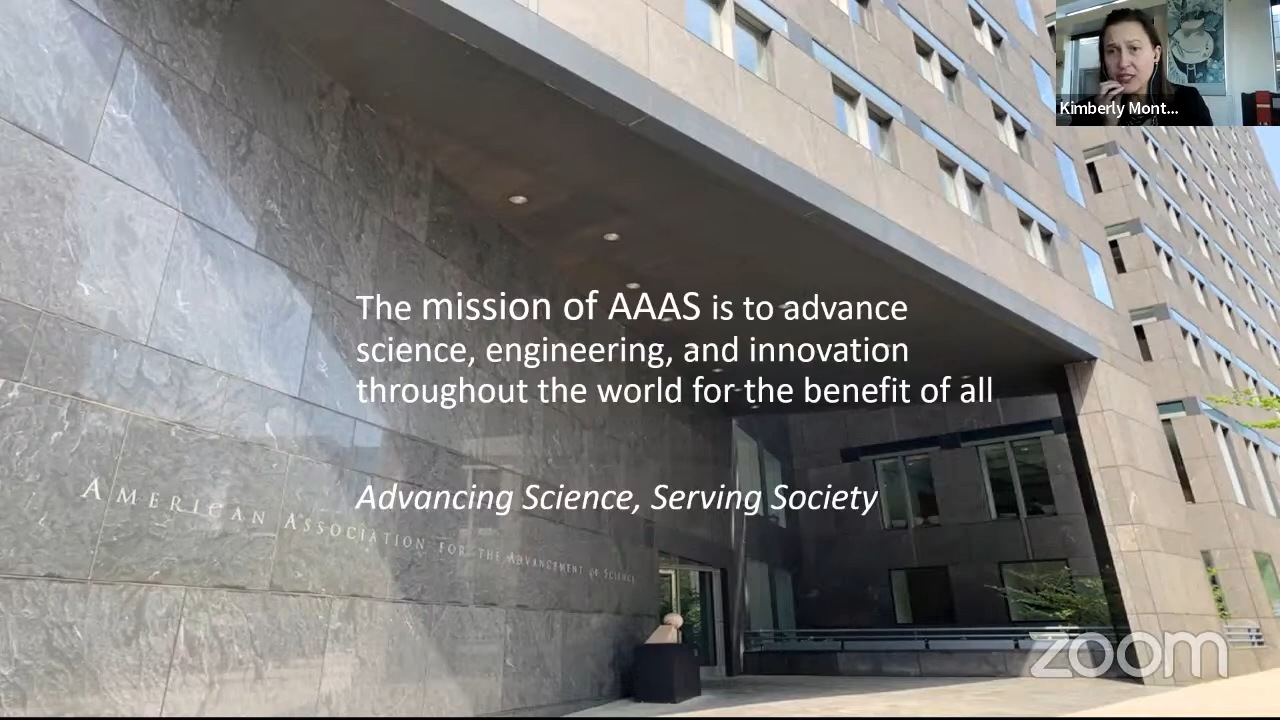 Kimberly Mont...
The mission of AAAS is to advance
science, engineering, and innovation
throughout the world for the benefit of all
Advancing Science, Serving Society
AMERICAN ASSOCIATION FOR THE ADVANCEMENT OF SCIENCE
zoom